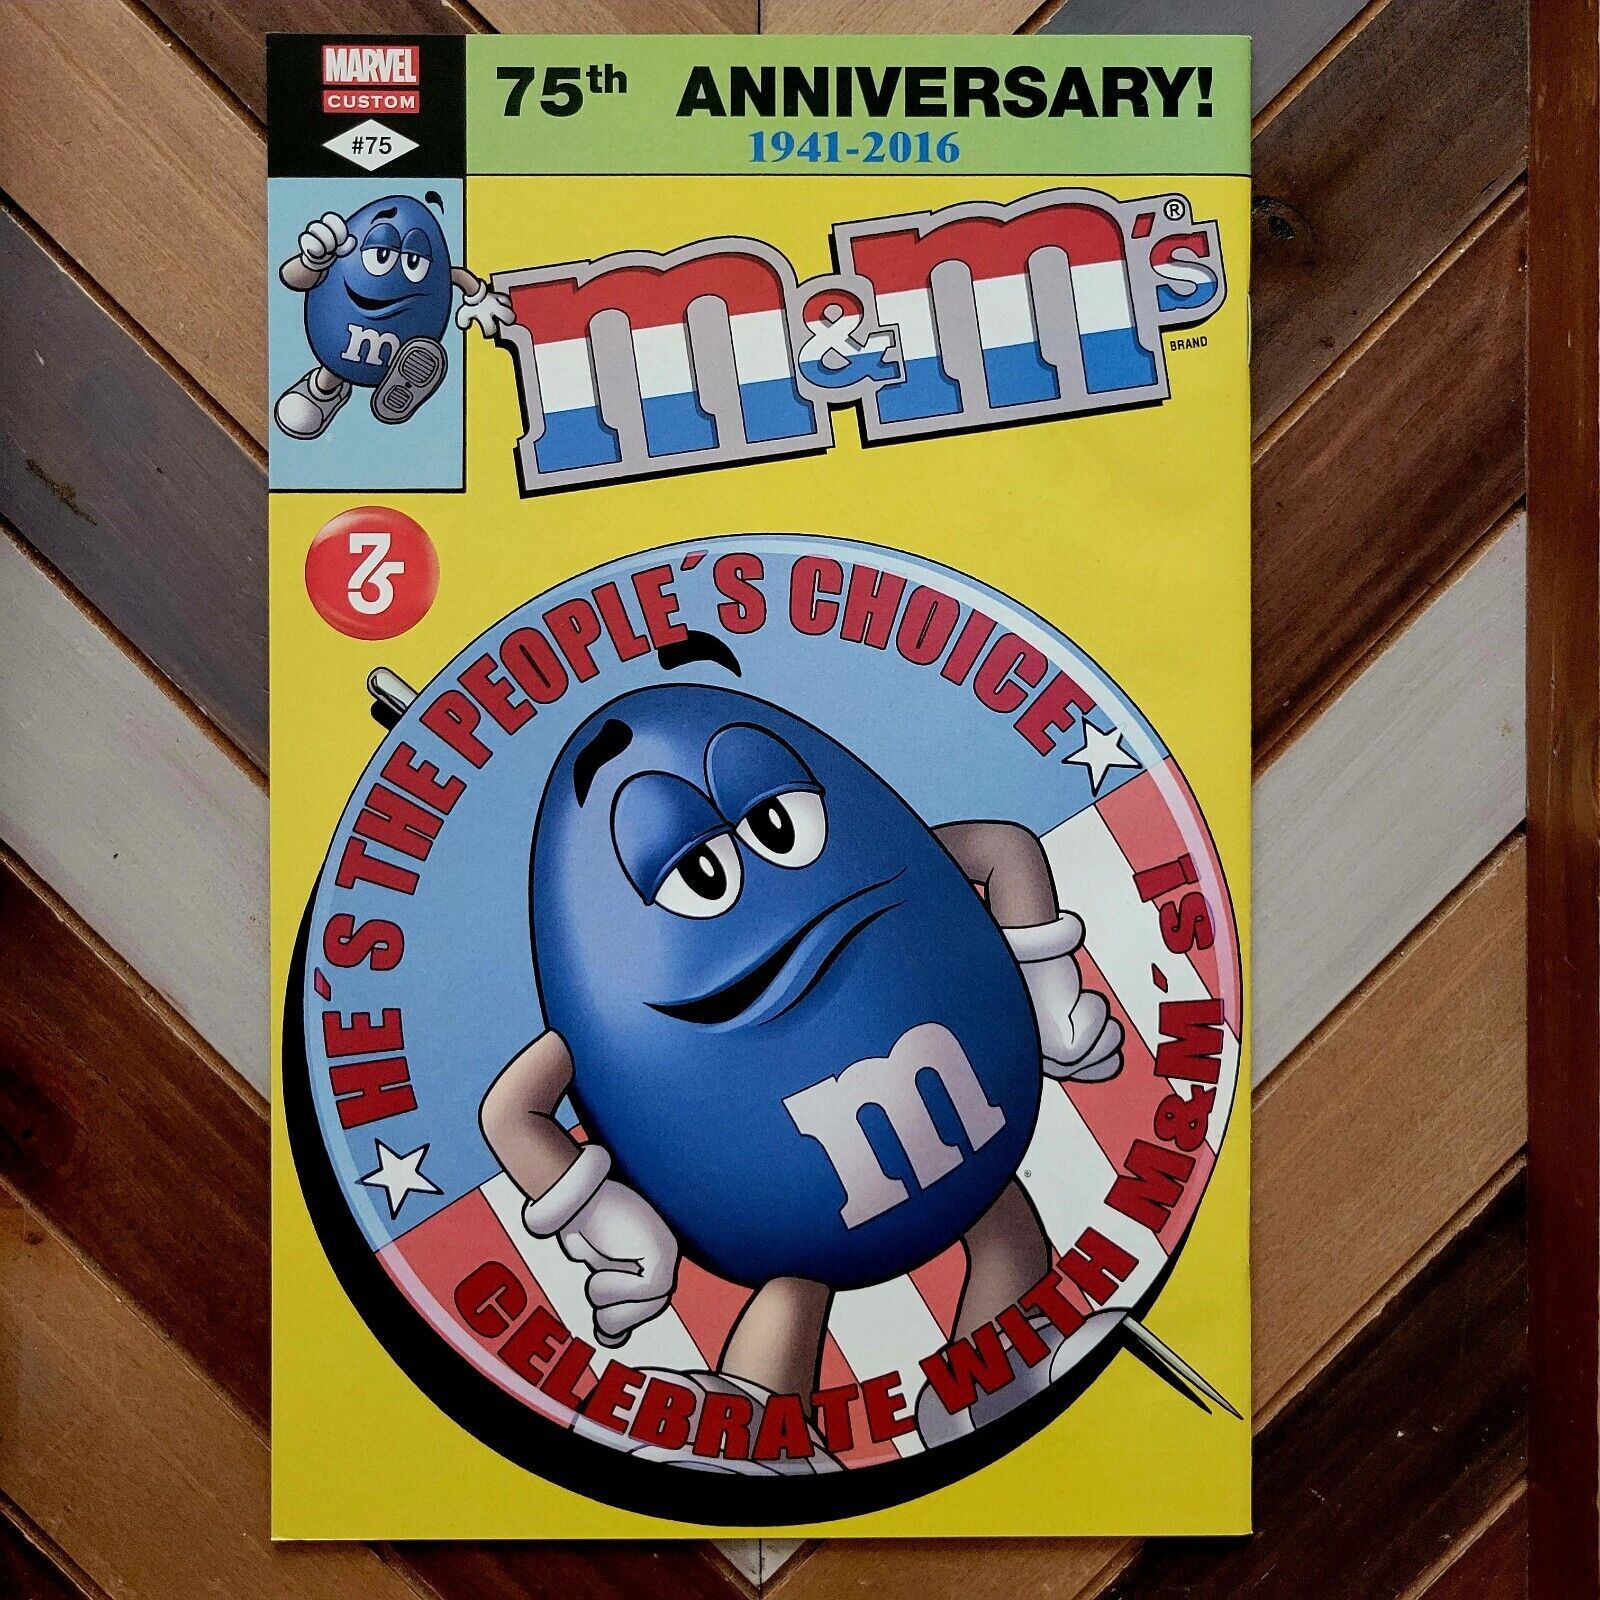 MARVEL
CUSTOM
#75
75th ANNIVERSARY!
1941-2016
m&m's®
BRAND
m
75
HE´S THE PEOPLE´S CHOICE
CELEBRATE WITH M&M´s!
m
®